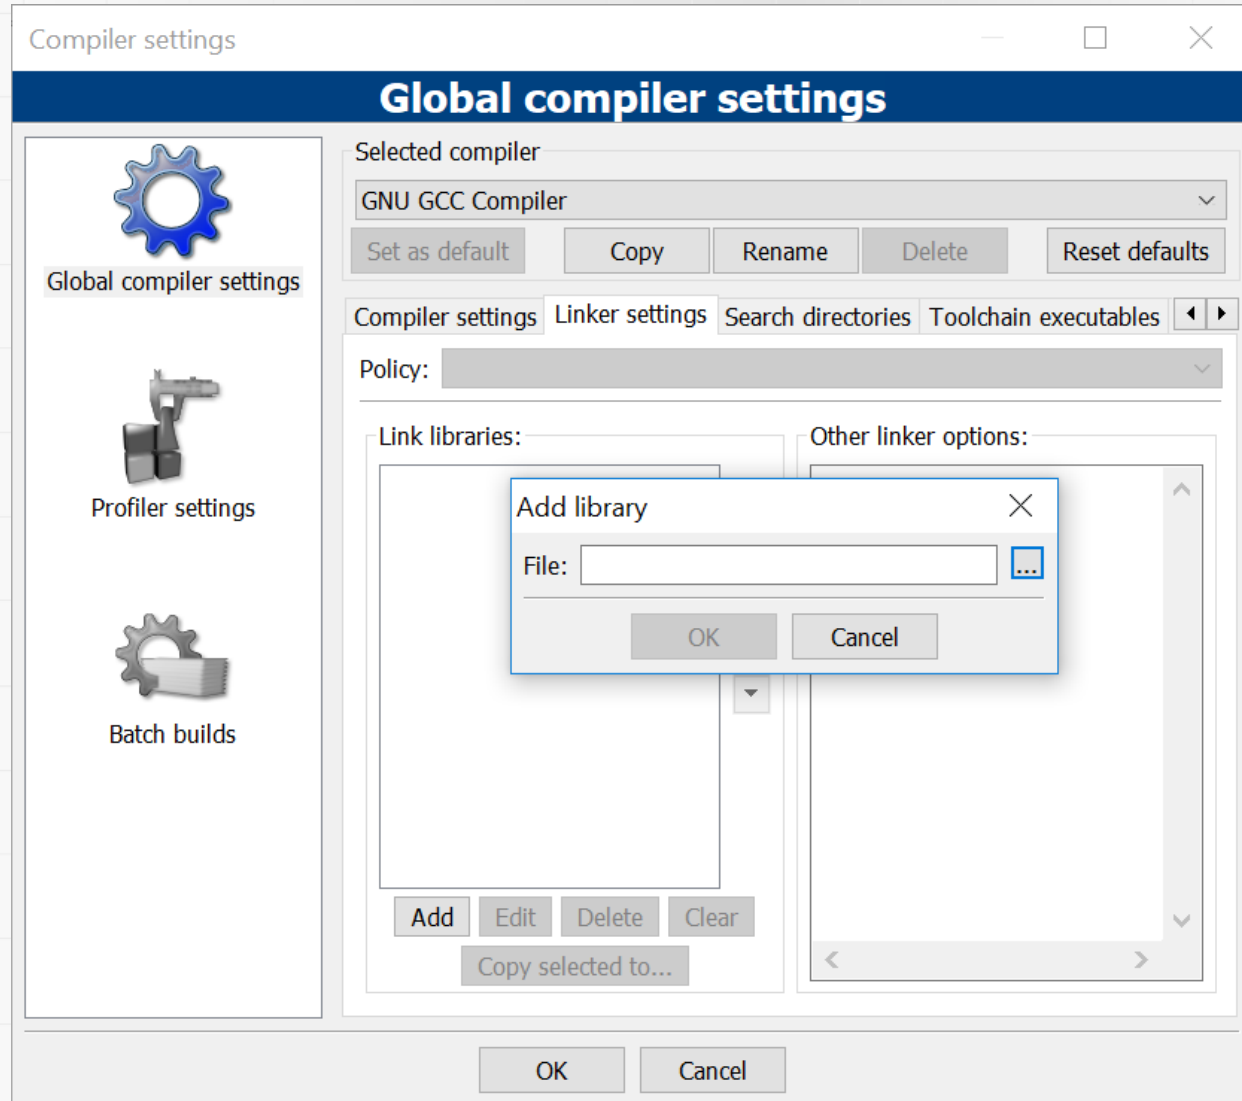 Compiler settings
Global compiler settings
Global compiler settings
Profiler settings
Batch builds
Selected compiler
GNU GCC Compiler
Set as default Copy Rename Delete Reset defaults
Compiler settings Linker settings Search directories Toolchain executables
Policy:
Link libraries:
Other linker options:
Add library
File: ...
OK Cancel
Add Edit Delete Clear
Copy selected to...
OK Cancel